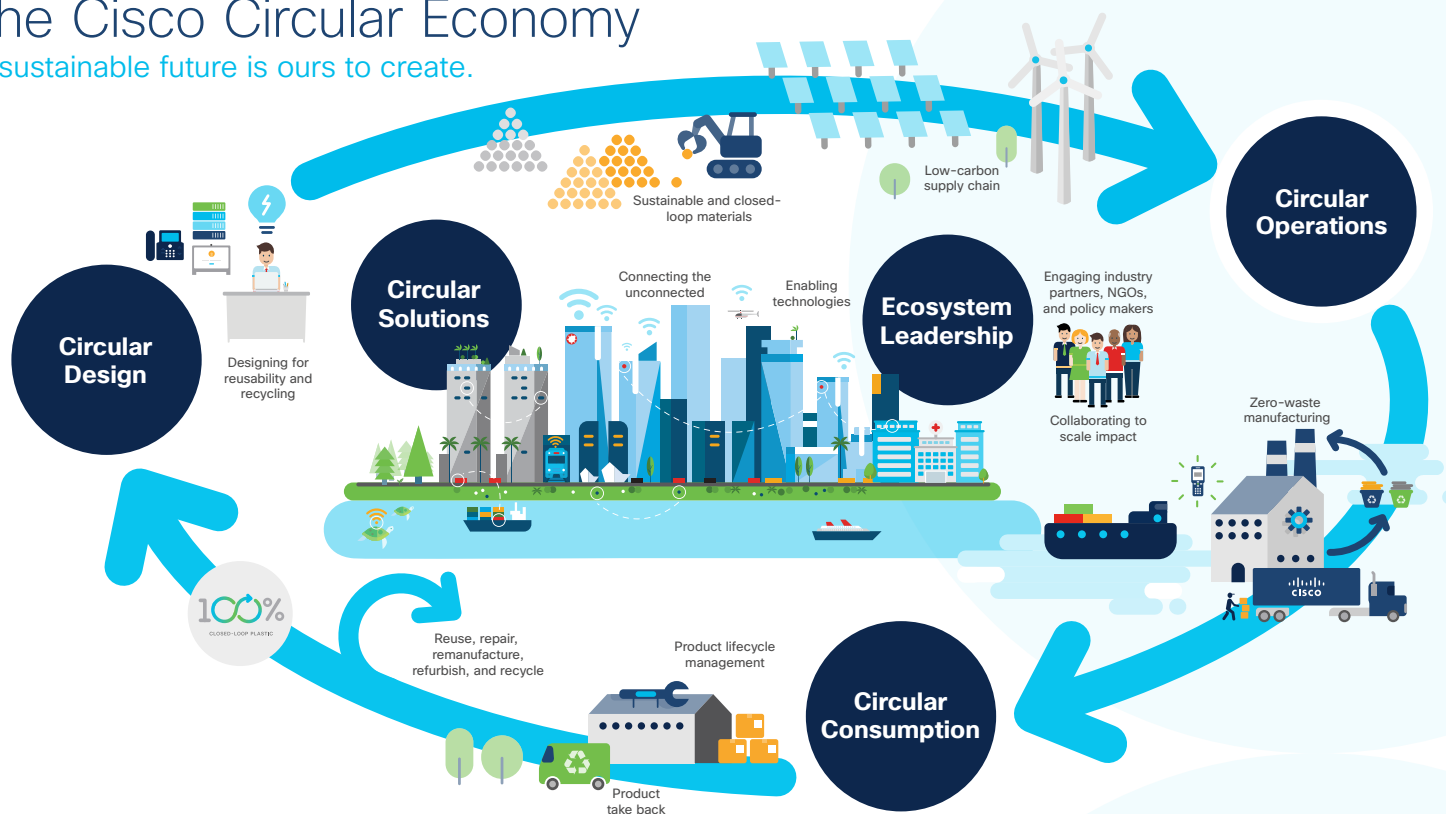 he Cisco Circular Economy
sustainable future is ours to create.
Low-carbon
supply chain
Sustainable and closed-
loop materials
Circular
Operations
Circular
Solutions
Connecting the
unconnected
Enabling
technologies
Ecosystem
Leadership
Engaging industry
partners, NGOs,
and policy makers
Circular
Design
Designing for
reusability and
recycling
Collaborating to
scale impact
Zero-waste
manufacturing
CISCO
100%
CLOSED-LOOP PLASTIC
Reuse, repair,
remanufacture,
refurbish, and recycle
Product lifecycle
management
Circular
Consumption
Product
take back